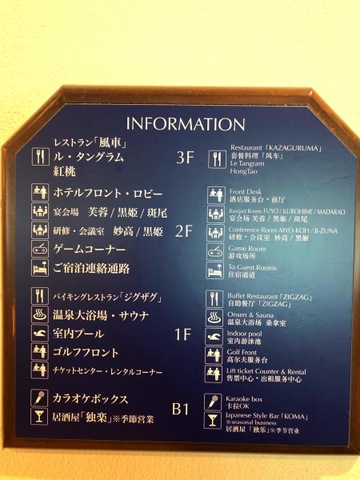 INFORMATION
レストラン「風車」
ル・タングラム
紅桃
3F
Restaurant「KAZAGURUMA」
套餐料理「风车」
Le Tangram
HongTao
ホテルフロント・ロビー
Front Desk
酒店服务台・前厅
宴会場 芙蓉/黒姫/斑尾
Banquet Room FUYO/KUROHIME/MADARAO
宴会场 芙蓉/黑姬/斑尾
研修・会議室 妙高/黒姫
2F
Conference Room MYO-KOH/B-IZUNA
研修・会议室 妙高/黑姬
ゲームコーナー
Game Room
游戏场所
ご宿泊連絡通路
To Guest Room
住宿通道
バイキングレストラン「ジグザグ」
Buffet Restaurant「ZIGZAG」
自助餐厅「ZIGZAG」
温泉大浴場・サウナ
Onsen & Sauna
温泉大浴场 桑拿室
室内プール
1F
Indoor pool
室内游泳池
ゴルフフロント
Golf Front
高尔夫服务台
チケットセンター・レンタルコーナー
Lift ticket Counter & Rental
售票中心・出租服务中心
カラオケボックス
B1
Karaoke box
卡拉OK
居酒屋「独楽」※季節営業
Japanese Style Bar「KOMA」
※seasonal business
居酒屋「独乐」※季节营业